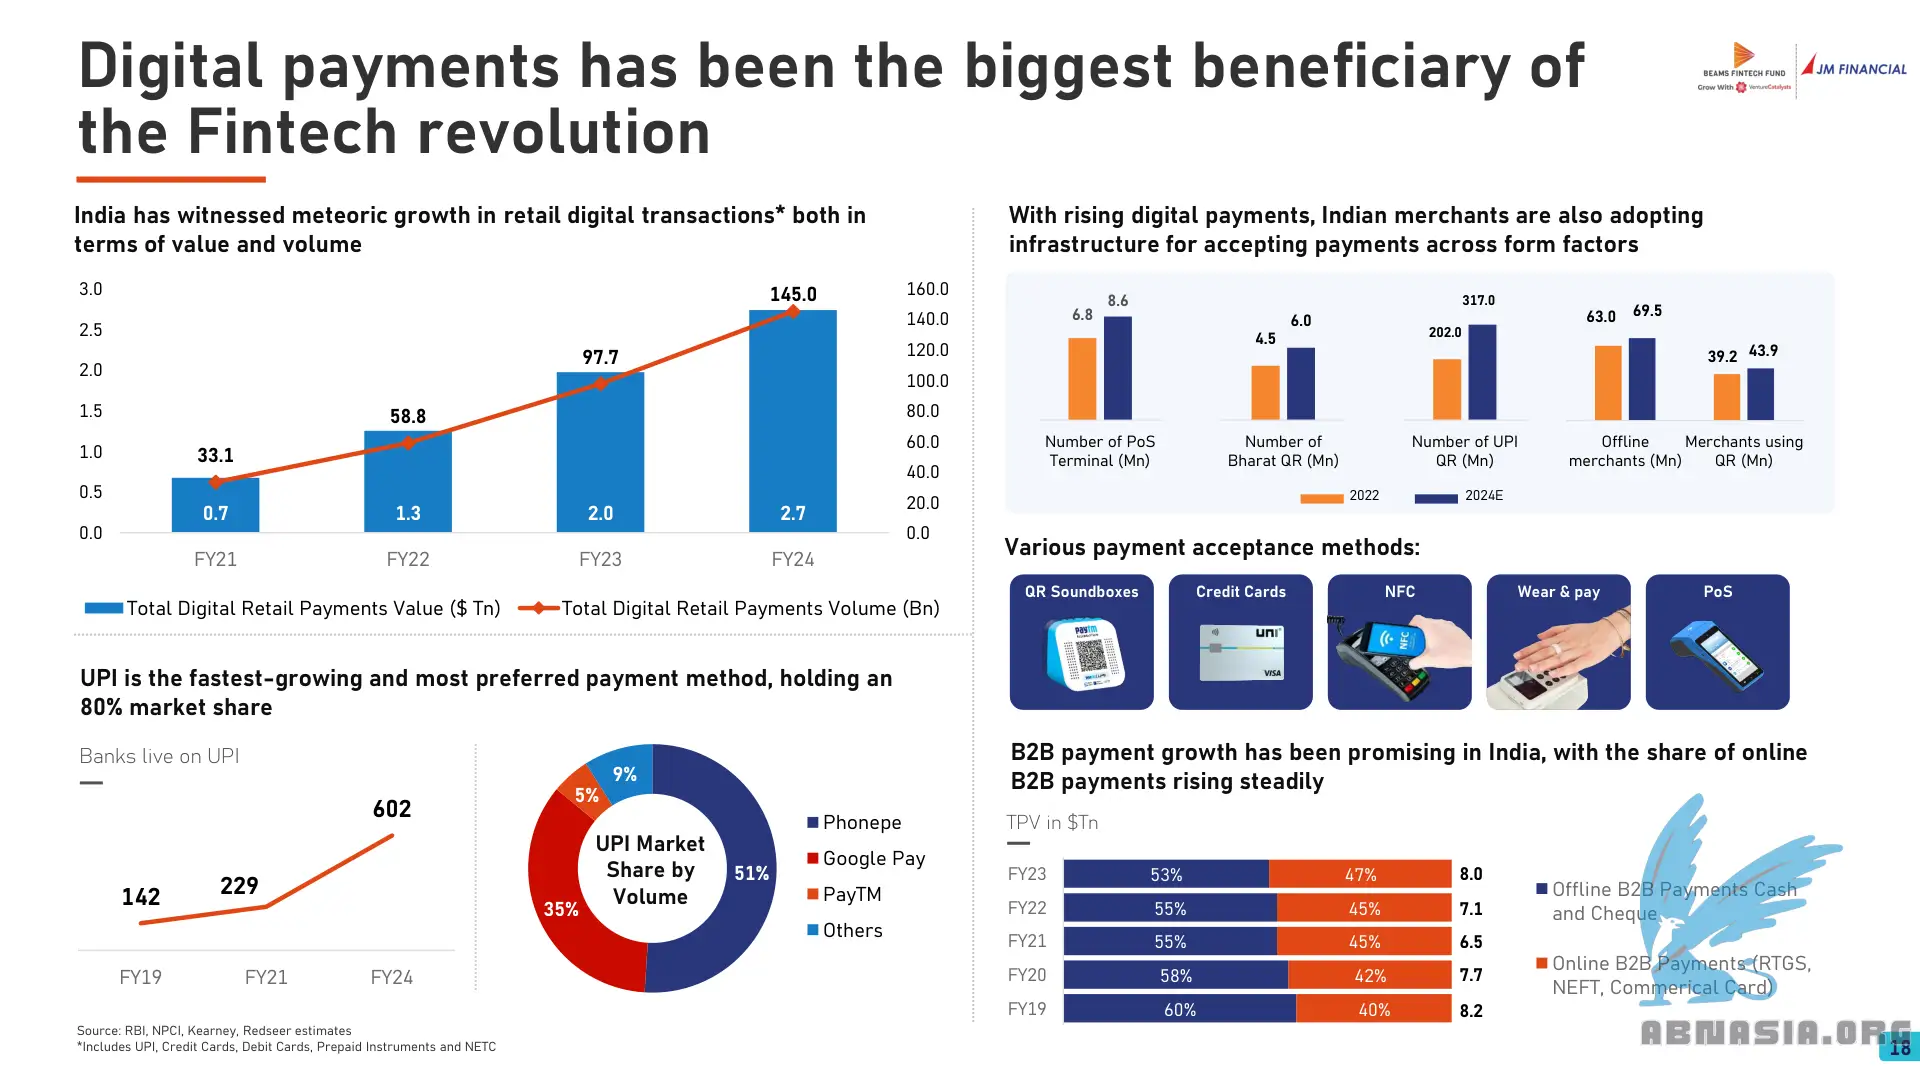 Digital payments has been the biggest beneficiary of
the Fintech revolution
BEAMS FINTECH FUND
Grow With VentureCatalysts
JM FINANCIAL
India has witnessed meteoric growth in retail digital transactions* both in
terms of value and volume
3.0
2.5
2.0
1.5
1.0
0.5
0.0
160.0
140.0
120.0
100.0
80.0
60.0
40.0
20.0
0.0
33.1
58.8
97.7
145.0
0.7
1.3
2.0
2.7
FY21
FY22
FY23
FY24
Total Digital Retail Payments Value ($ Tn)
Total Digital Retail Payments Volume (Bn)
UPI is the fastest-growing and most preferred payment method, holding an
80% market share
Banks live on UPI
142
229
602
FY19
FY21
FY24
9%
5%
35%
51%
UPI Market
Share by
Volume
Phonepe
Google Pay
PayTM
Others
Source: RBI, NPCI, Kearney, Redseer estimates
*Includes UPI, Credit Cards, Debit Cards, Prepaid Instruments and NETC
With rising digital payments, Indian merchants are also adopting
infrastructure for accepting payments across form factors
6.8
8.6
4.5
6.0
202.0
317.0
63.0
69.5
39.2
43.9
Number of PoS
Terminal (Mn)
Number of
Bharat QR (Mn)
Number of UPI
QR (Mn)
Offline
merchants (Mn)
Merchants using
QR (Mn)
2022
2024E
Various payment acceptance methods:
QR Soundboxes
Credit Cards
NFC
Wear & pay
PoS
paytm
uni
VISA
NFC
B2B payment growth has been promising in India, with the share of online
B2B payments rising steadily
TPV in $Tn
FY23
53%
47%
8.0
FY22
55%
45%
7.1
FY21
55%
45%
6.5
FY20
58%
42%
7.7
FY19
60%
40%
8.2
Offline B2B Payments Cash
and Cheque
Online B2B Payments (RTGS,
NEFT, Commerical Card)
ABNASIA.ORG
18